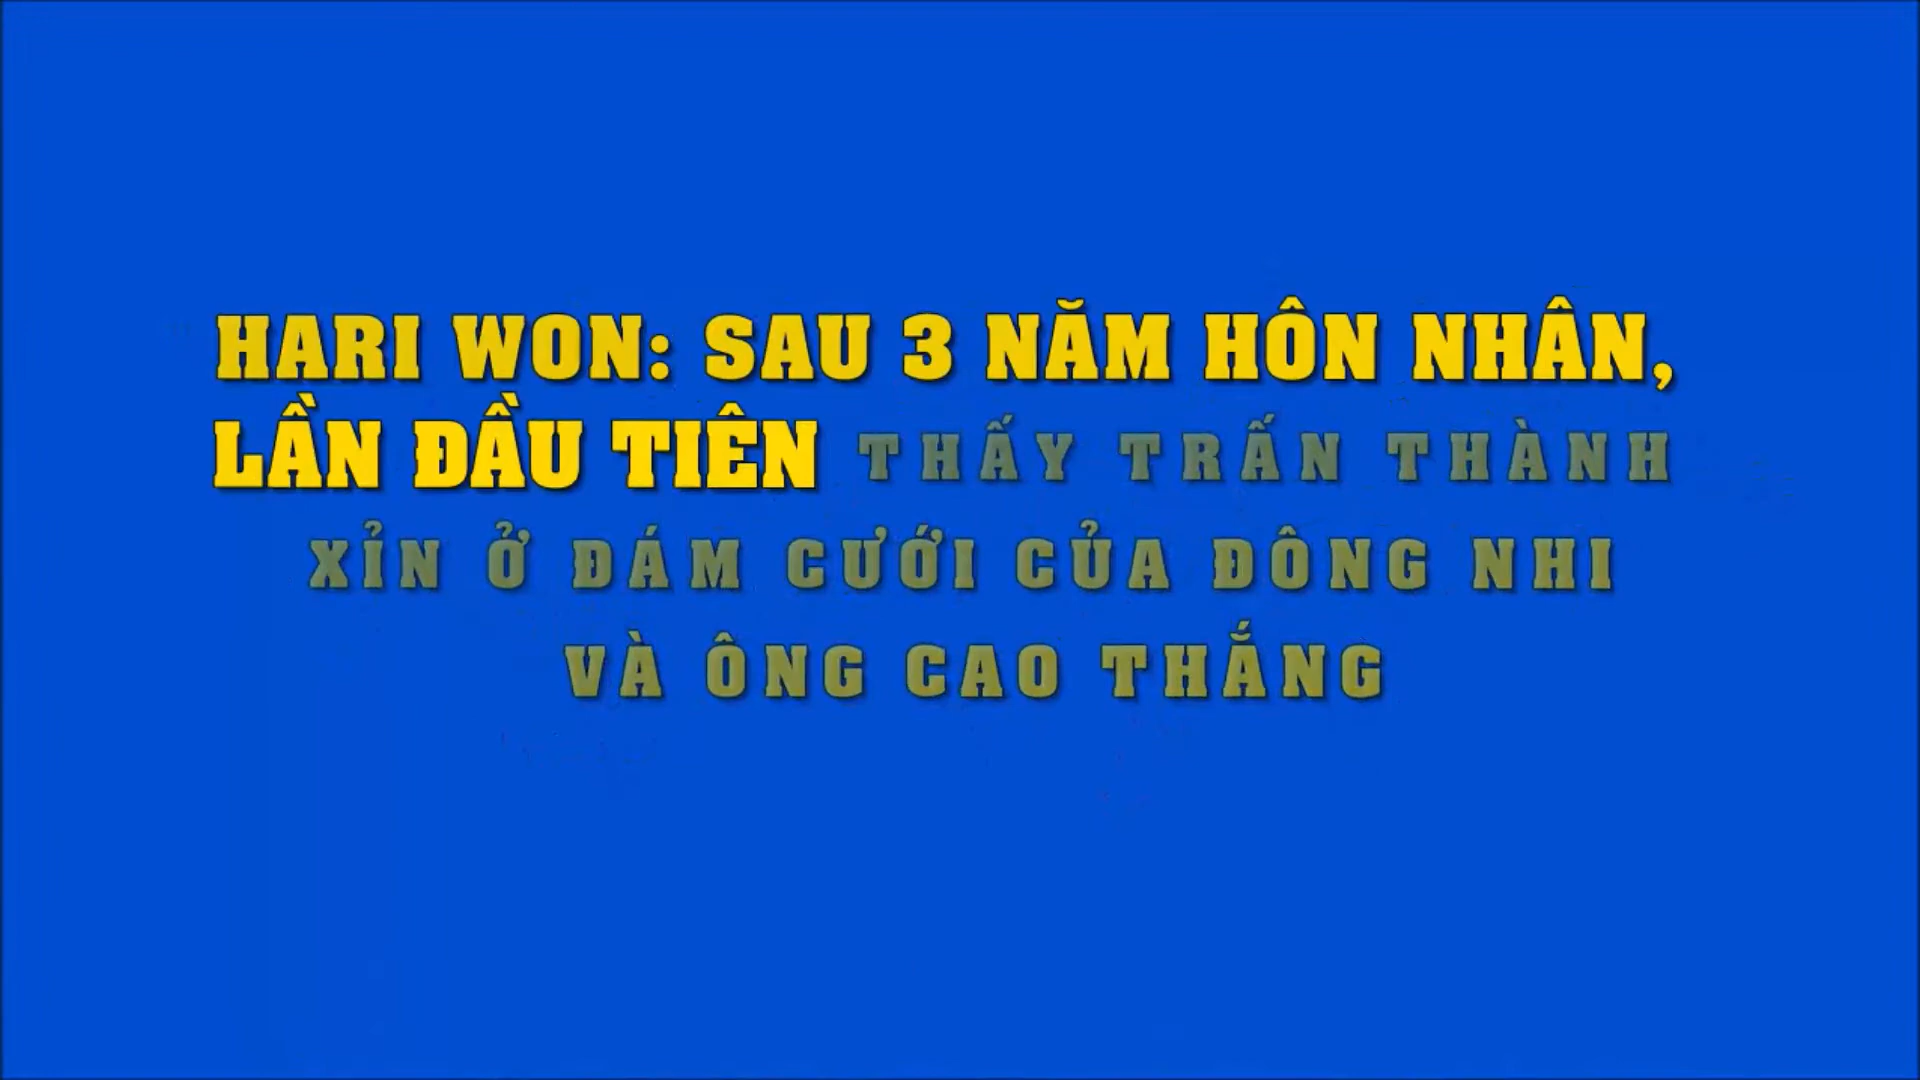 HARI WON: SAU 3 NĂM HÔN NHÂN,
LẦN ĐẦU TIÊN THẤY TRẤN THÀNH
XỈN Ở ĐÁM CƯỚI CỦA ĐÔNG NHI
VÀ ÔNG CAO THẮNG